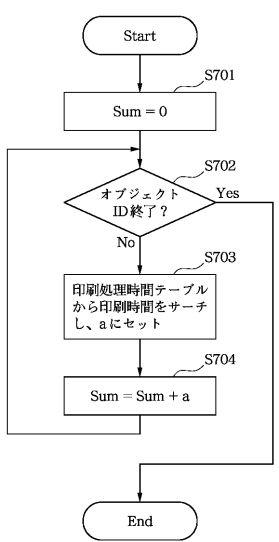 Start
S701
Sum = 0
S702
オブジェクト
ID終了？
Yes
No
S703
印刷処理時間テーブル
から印刷時間をサーチ
し、aにセット
S704
Sum = Sum + a
End